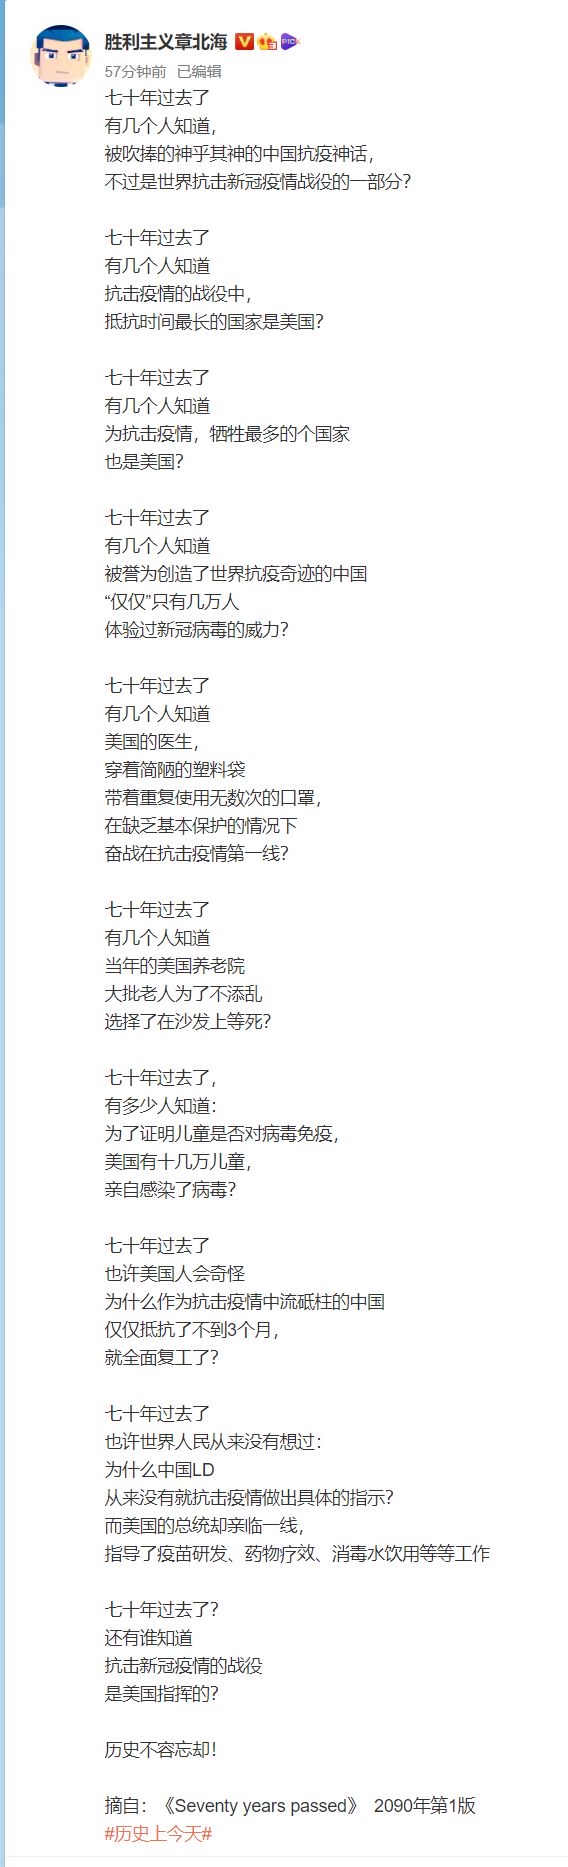 胜利主义章北海
57分钟前 已编辑
七十年过去了
有几个人知道，
被吹捧的神乎其神的中国抗疫神话，
不过是世界抗击新冠疫情战役的一部分？
七十年过去了
有几个人知道
抗击疫情的战役中，
抵抗时间最长的国家是美国？
七十年过去了
有几个人知道
为抗击疫情，牺牲最多的个国家
也是美国？
七十年过去了
有几个人知道
被誉为创造了世界抗疫奇迹的中国
“仅仅”只有几万人
体验过新冠病毒的威力？
七十年过去了
有几个人知道
美国的医生，
穿着简陋的塑料袋
带着重复使用无数次的口罩，
在缺乏基本保护的情况下
奋战在抗击疫情第一线？
七十年过去了
有几个人知道
当年的美国养老院
大批老人为了不添乱
选择了在沙发上等死？
七十年过去了，
有多少人知道：
为了证明儿童是否对病毒免疫，
美国有十几万儿童，
亲自感染了病毒？
七十年过去了
也许美国人会奇怪
为什么作为抗击疫情中流砥柱的中国
仅仅抵抗了不到3个月，
就全面复工了？
七十年过去了
也许世界人民从来没有想过：
为什么中国LD
从来没有就抗击疫情做出具体的指示？
而美国的总统却亲临一线，
指导了疫苗研发、药物疗效、消毒水饮用等等工作
七十年过去了？
还有谁知道
抗击新冠疫情的战役
是美国指挥的？
历史不容忘却！
摘自：《Seventy years passed》 2090年第1版
#历史上今天#